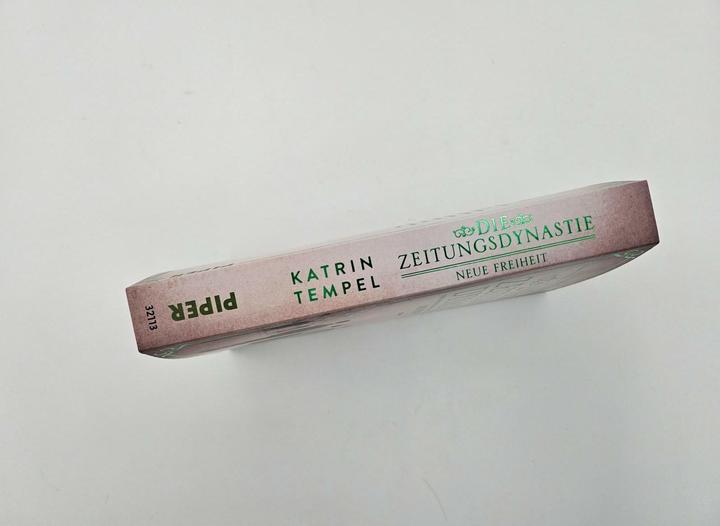 DIE
ZEITUNGSDYNASTIE
NEUE FREIHEIT
KATRIN
TEMPEL
PIPER
32113